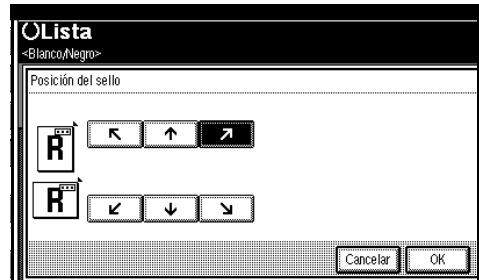 Lista
<Blanco/Negro>
Posición del sello
R
R
Cancelar OK